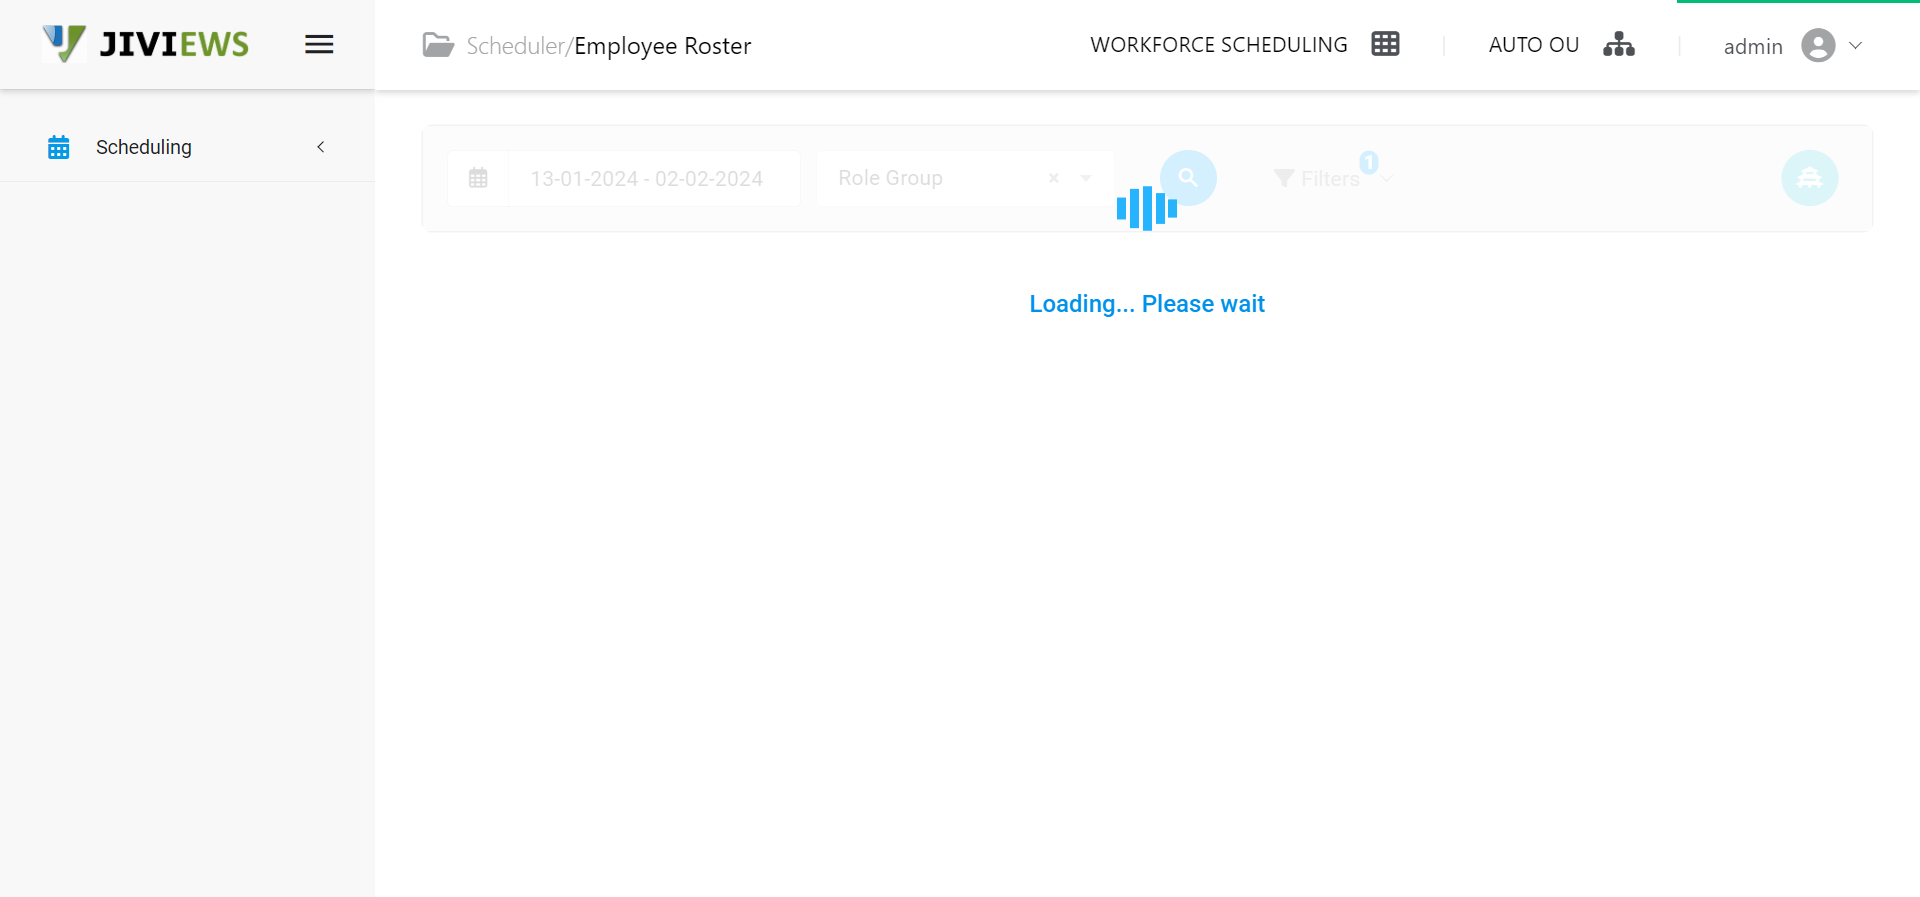 JIVIEWS
Scheduler/Employee Roster
WORKFORCE SCHEDULING
AUTO OU
admin
Scheduling
13-01-2024 - 02-02-2024
Role Group
×
Filters
1
Loading... Please wait